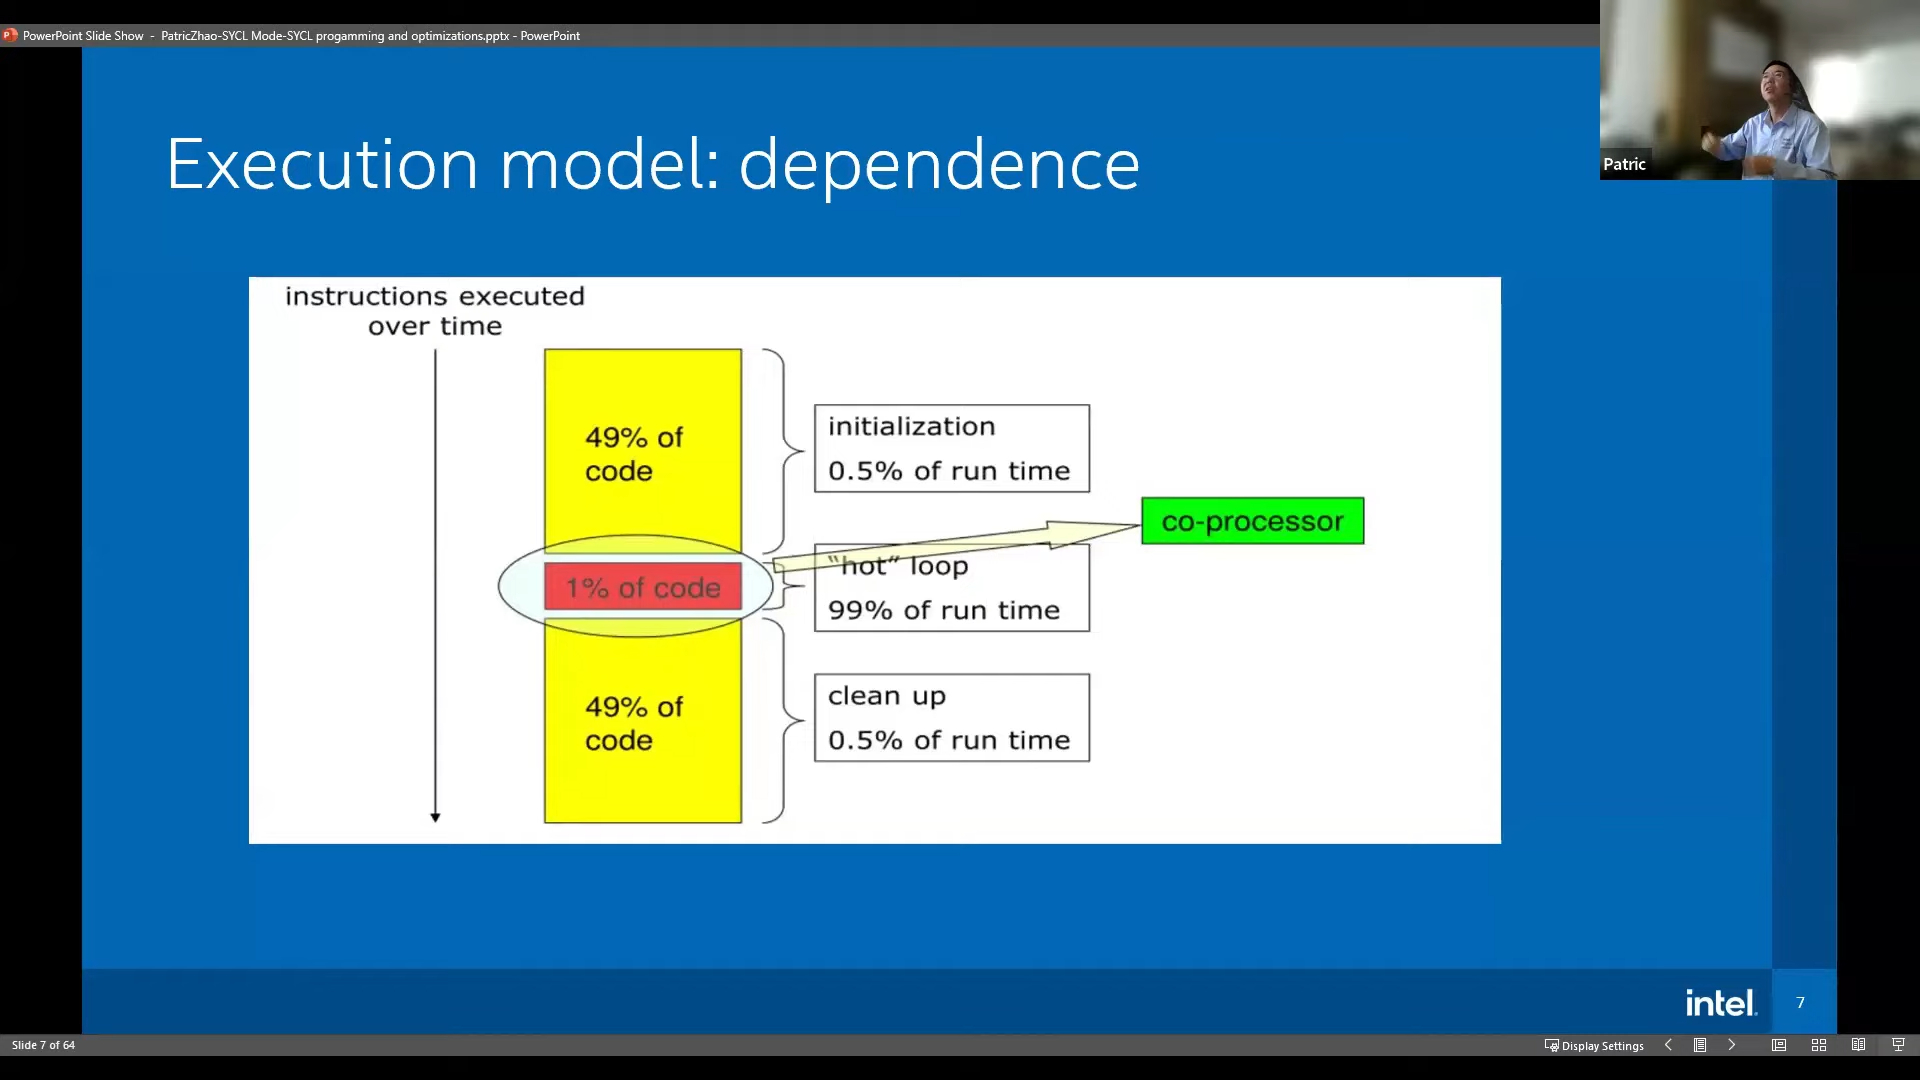 PowerPoint Slide Show - PatricZhao-SYCL Mode-SYCL progamming and optimizations.pptx - PowerPoint
Patric
Execution model: dependence
instructions executed
over time
49% of
code
initialization
0.5% of run time
co-processor
1% of code
"hot" loop
99% of run time
49% of
code
clean up
0.5% of run time
intel.
7
Slide 7 of 64
Display Settings